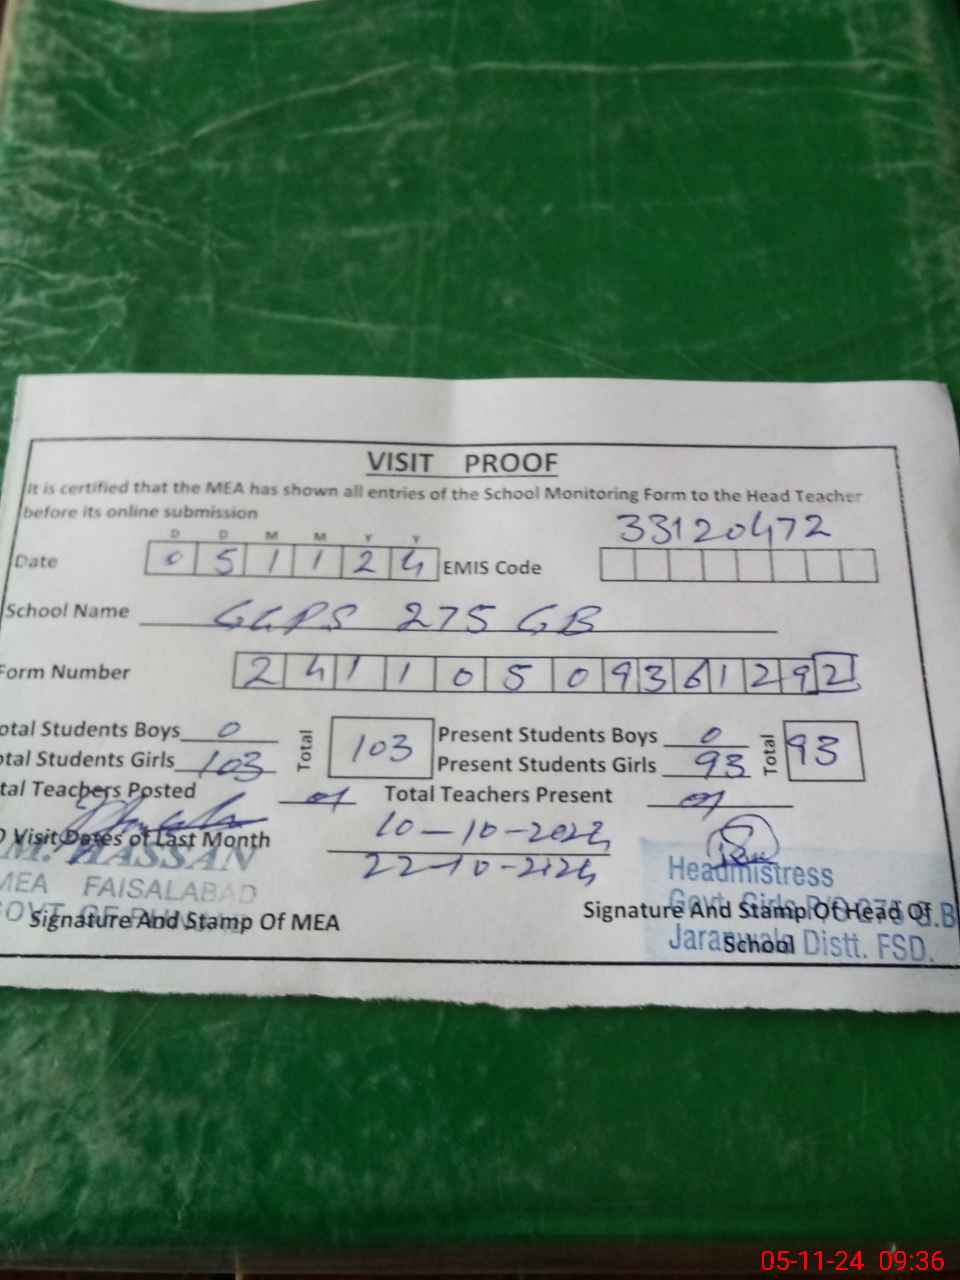 VISIT PROOF
It is certified that the MEA has shown all entries of the School Monitoring Form to the Head Teacher
before its online submission
33120472
D D M M Y Y
Date 0 5 1 1 2 4 EMIS Code
School Name GGPS 275 GB
Form Number 2 4 1 1 0 5 0 9 3 6 1 2 9 2
otal Students Boys 0 Total 103 Present Students Boys 0 Total 93
otal Students Girls 103 Present Students Girls 93
tal Teachers Posted Total Teachers Present
O Visit Dates of Last Month 10-10-2024
22-10-2024
M. HASSAN
MEA FAISALABAD
Signature And Stamp Of MEA
Headmistress
Govt. Girls P/S 275 G.B
Signature And Stamp Of Head Of
School
Jaranwala Distt. FSD.
05-11-24 09:36